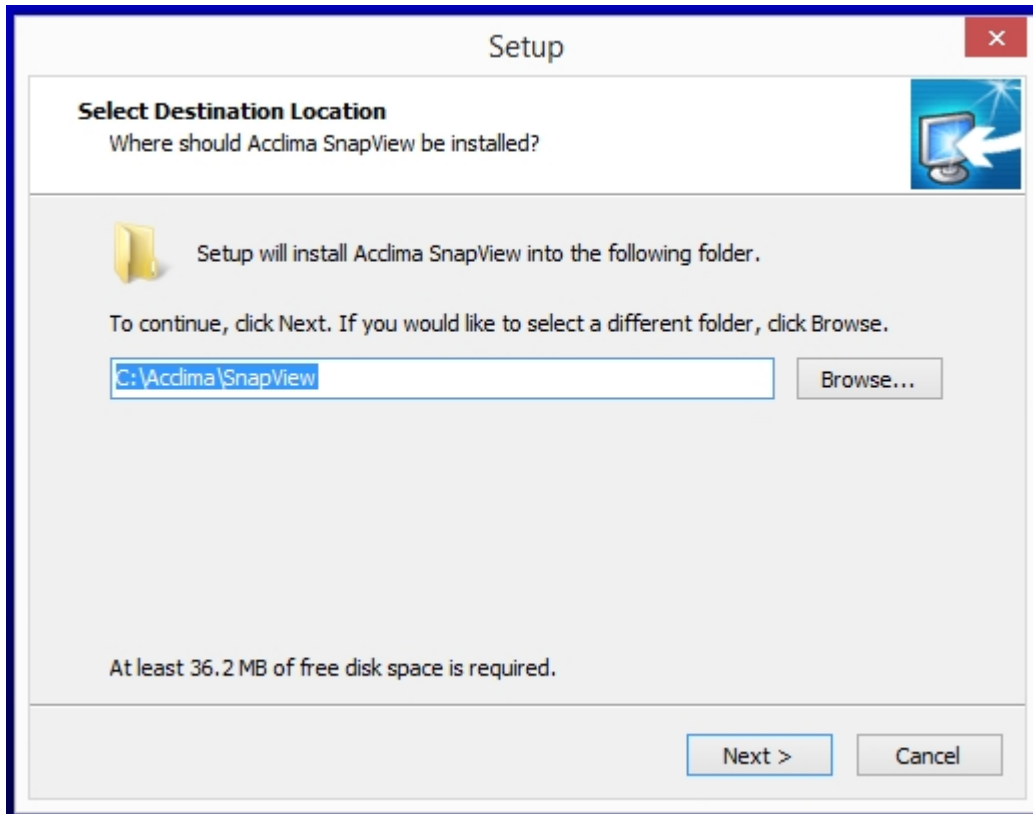 Setup
Select Destination Location
Where should Acclima SnapView be installed?
Setup will install Acclima SnapView into the following folder.
To continue, click Next. If you would like to select a different folder, click Browse.
C:\Acclima\SnapView
Browse...
At least 36.2 MB of free disk space is required.
Next >
Cancel